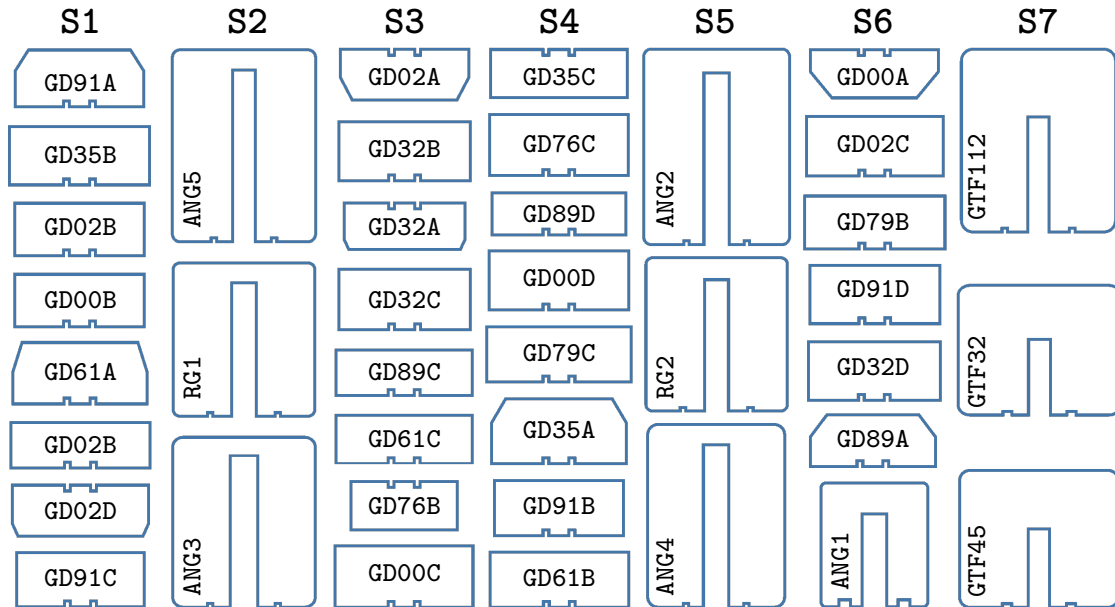 S1 S2 S3 S4 S5 S6 S7
GD91A
GD35B
GD02B
GD00B
GD61A
GD02B
GD02D
GD91C
ANG5
RG1
ANG3
GD02A
GD32B
GD32A
GD32C
GD89C
GD61C
GD76B
GD00C
GD35C
GD76C
GD89D
GD00D
GD79C
GD35A
GD91B
GD61B
ANG2
RG2
ANG4
GD00A
GD02C
GD79B
GD91D
GD32D
GD89A
ANG1
GTF112
GTF32
GTF45